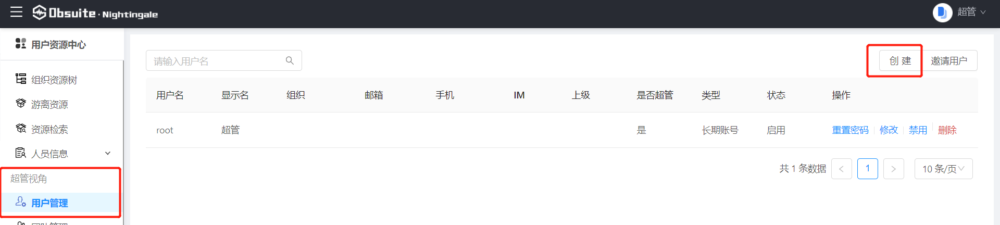 Obsuite · Nightingale
超管
用户资源中心
组织资源树
游离资源
资源检索
人员信息
超管视角
用户管理
团队管理
请输入用户名
创 建
邀请用户
用户名 显示名 组织 邮箱 手机 IM 上级 是否超管 类型 状态 操作
root 超管 是 长期账号 启用 重置密码 修改 禁用 删除
共 1 条数据 < 1 > 10 条/页